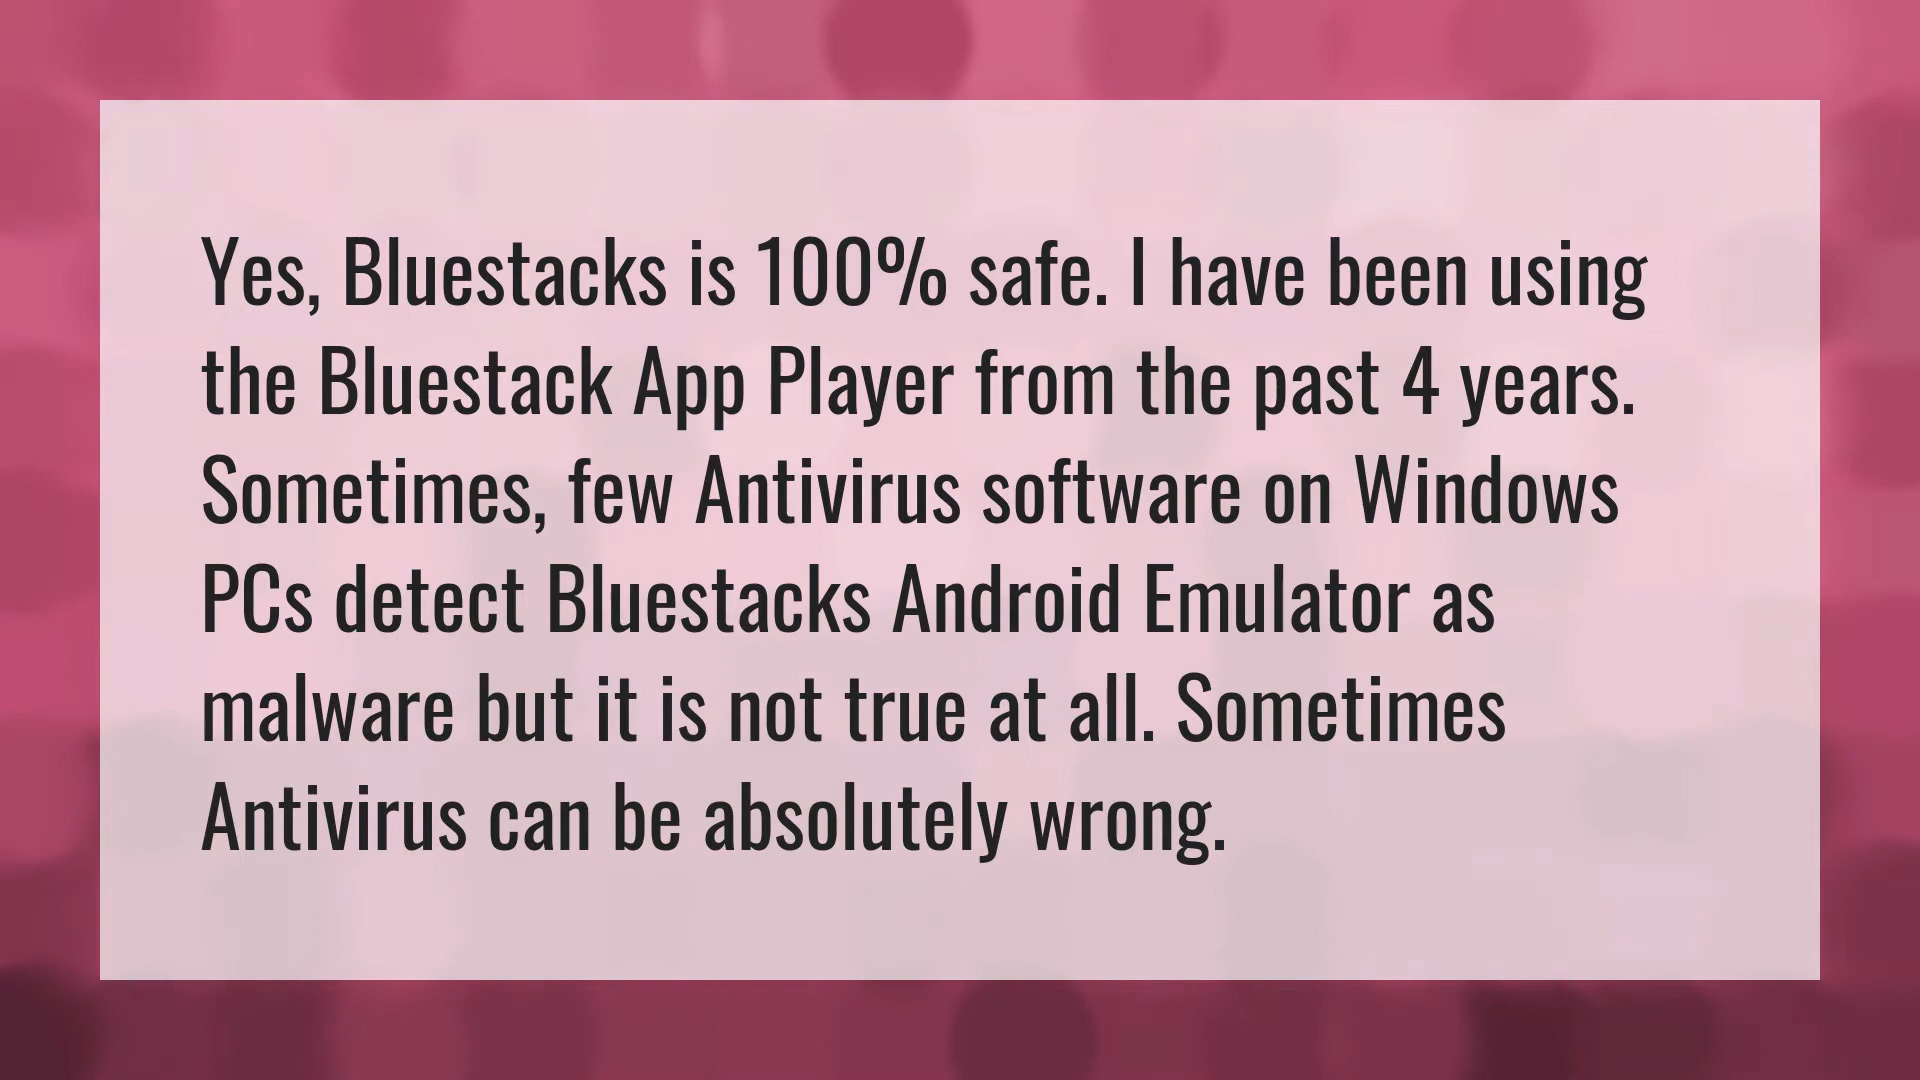 Yes, Bluestacks is 100% safe. I have been using
the Bluestack App Player from the past 4 years.
Sometimes, few Antivirus software on Windows
PCs detect Bluestacks Android Emulator as
malware but it is not true at all. Sometimes
Antivirus can be absolutely wrong.